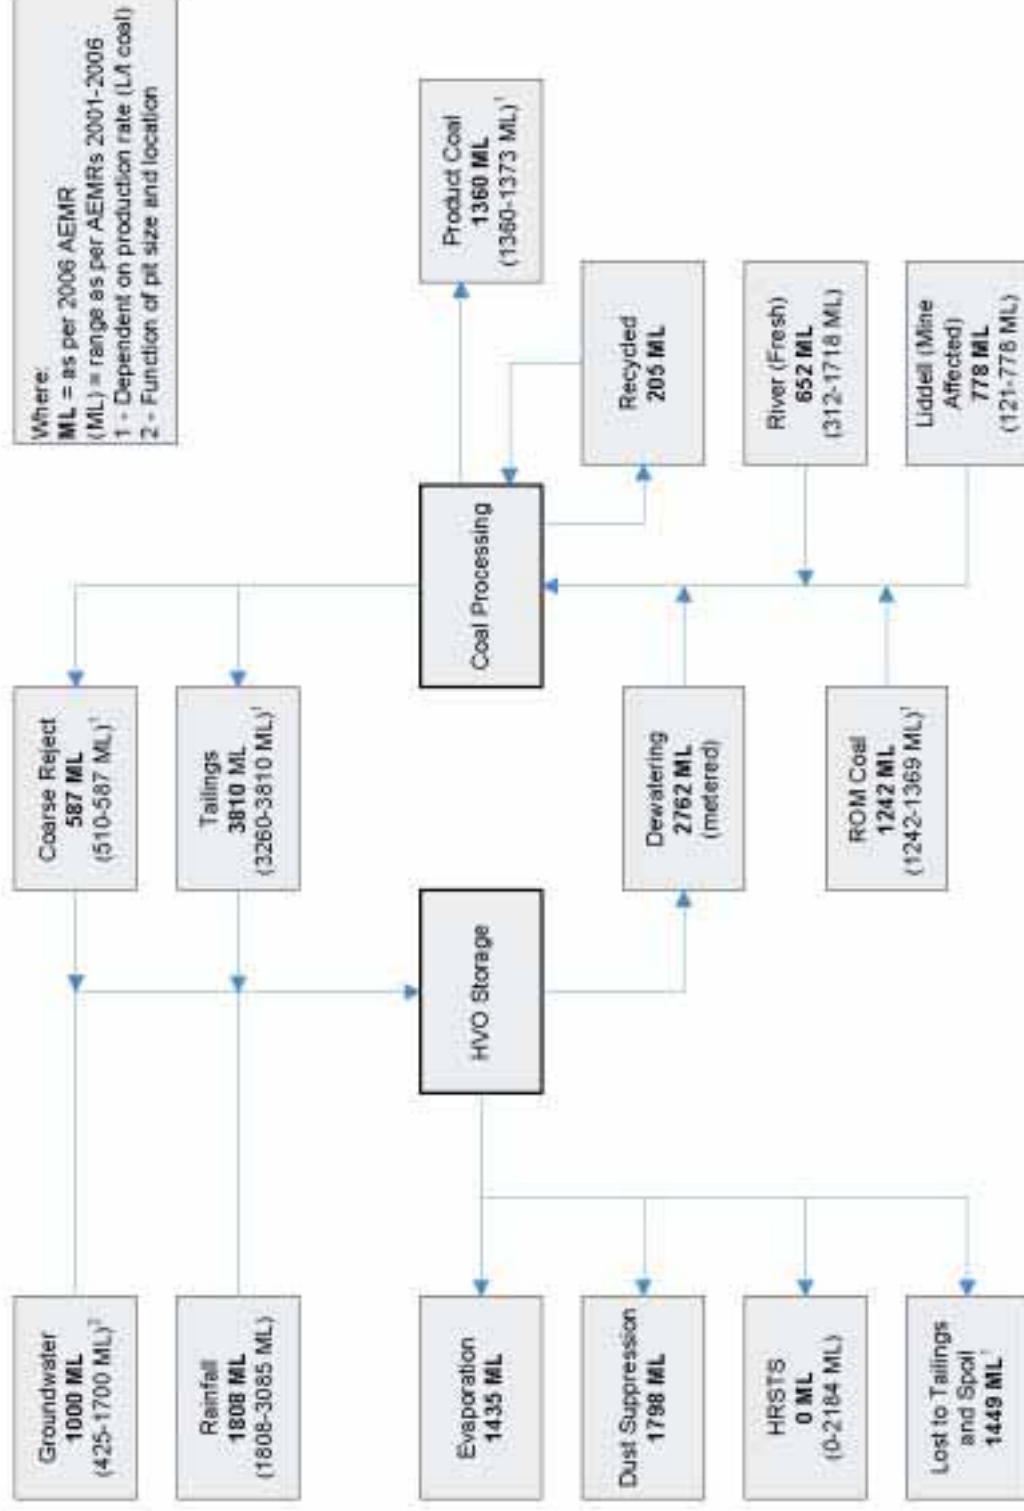 Where:
ML = as per 2006 AEMR
(ML) = range as per AEMRs 2001-2006
1 - Dependent on production rate (L/t coal)
2 - Function of pit size and location
Groundwater
1000 ML
(425-1700 ML)²
Coarse Reject
587 ML
(510-587 ML)¹
Rainfall
1808 ML
(1808-3085 ML)
Tailings
3810 ML
(3260-3810 ML)¹
Evaporation
1435 ML
HVO Storage
Coal Processing
Product Coal
1360 ML
(1360-1373 ML)¹
Dust Suppression
1798 ML
Dewatering
2762 ML
(metered)
Recycled
205 ML
HRSTS
0 ML
(0-2184 ML)
River (Fresh)
652 ML
(312-1718 ML)
Lost to Tailings
and Spoil
1449 ML¹
ROM Coal
1242 ML
(1242-1369 ML)¹
Liddell (Mine
Affected)
778 ML
(121-778 ML)